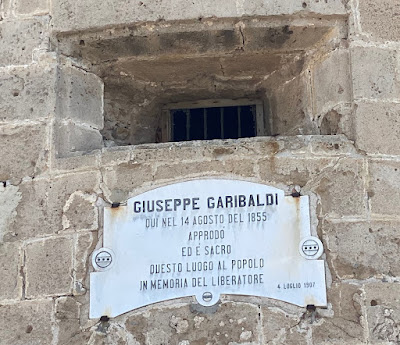 GIUSEPPE GARIBALDI
QUI NEL 14 AGOSTO DEL 1855
APPRODO
ED E' SACRO
QUESTO LUOGO AL POPOLO
IN MEMORIA DEL LIBERATORE
4 LUGLIO 1907